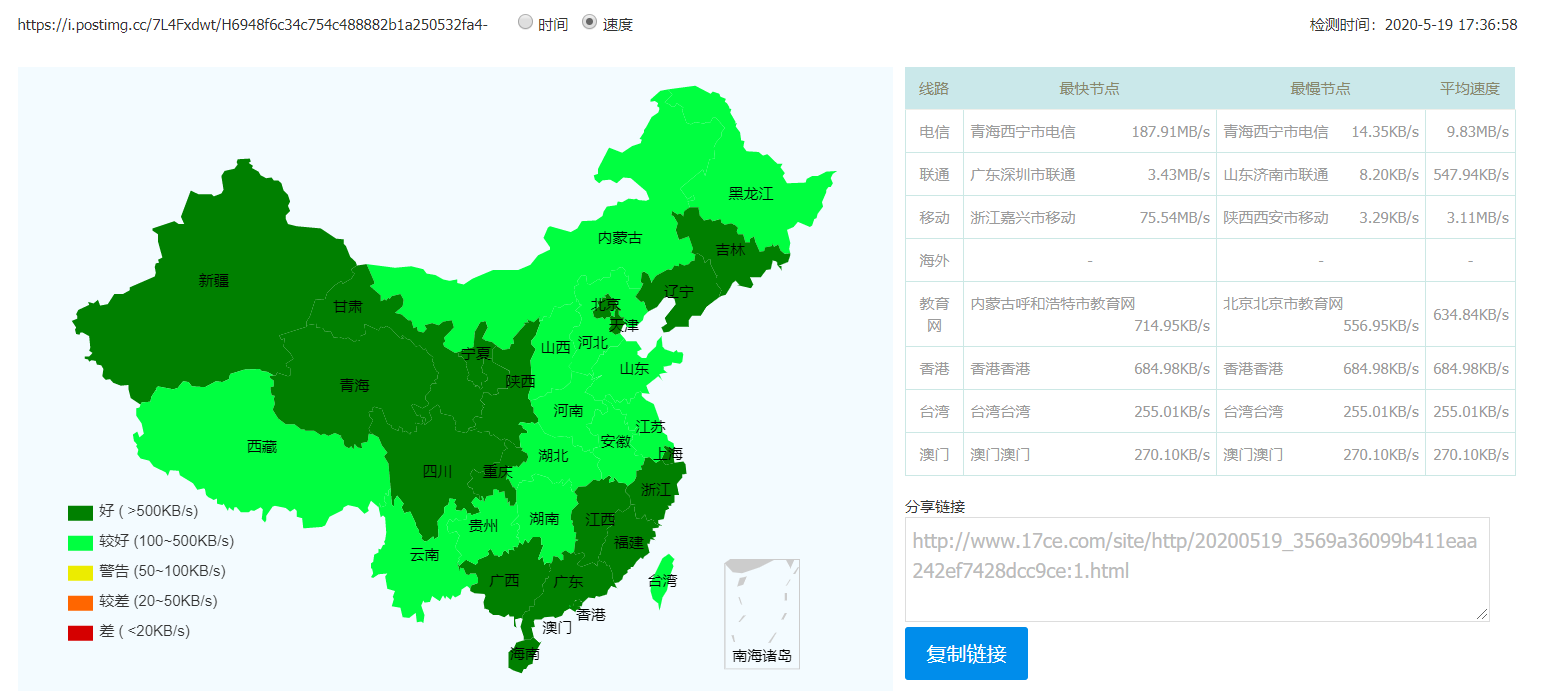 https://i.postimg.cc/7L4Fxdwt/H6948f6c34c754c488882b1a250532fa4- 时间 速度 检测时间：2020-5-19 17:36:58
黑龙江
内蒙古
吉林
新疆
辽宁
甘肃
北京
天津
河北
山西
宁夏
山东
陕西
青海
河南
江苏
安徽
西藏
上海
湖北
四川
重庆
浙江
湖南
江西
贵州
福建
云南
广西
广东
台湾
香港
澳门
海南
南海诸岛
好 ( >500KB/s)
较好 (100~500KB/s)
警告 (50~100KB/s)
较差 (20~50KB/s)
差 ( <20KB/s)
线路 最快节点 最慢节点 平均速度
电信 青海西宁市电信 187.91MB/s 青海西宁市电信 14.35KB/s 9.83MB/s
联通 广东深圳市联通 3.43MB/s 山东济南市联通 8.20KB/s 547.94KB/s
移动 浙江嘉兴市移动 75.54MB/s 陕西西安市移动 3.29KB/s 3.11MB/s
海外 - - -
教育 内蒙古呼和浩特市教育网 北京北京市教育网 634.84KB/s
网 714.95KB/s 556.95KB/s
香港 香港香港 684.98KB/s 香港香港 684.98KB/s 684.98KB/s
台湾 台湾台湾 255.01KB/s 台湾台湾 255.01KB/s 255.01KB/s
澳门 澳门澳门 270.10KB/s 澳门澳门 270.10KB/s 270.10KB/s
分享链接
http://www.17ce.com/site/http/20200519_3569a36099b411eaa
242ef7428dcc9ce:1.html
复制链接